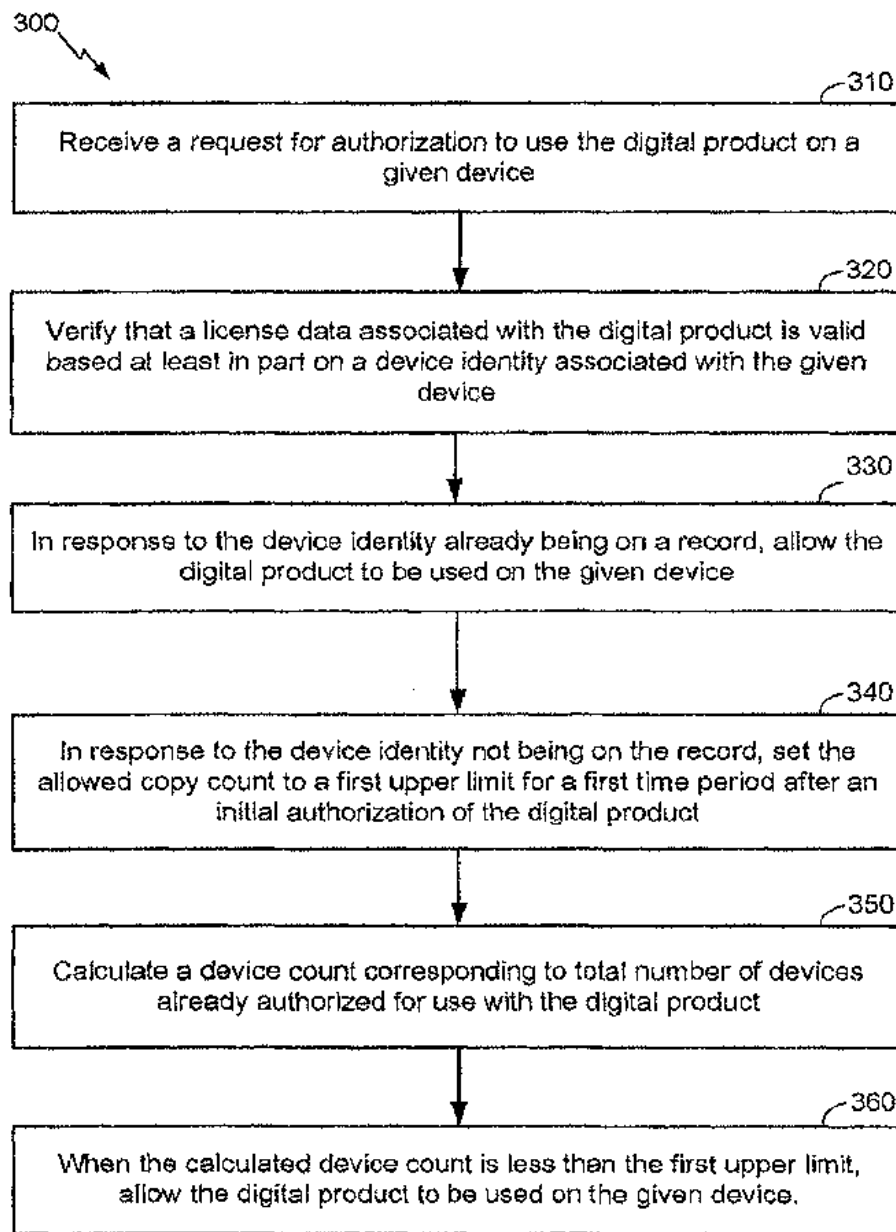 300
310
Receive a request for authorization to use the digital product on a
given device
320
Verify that a license data associated with the digital product is valid
based at least in part on a device identity associated with the given
device
330
In response to the device identity already being on a record, allow the
digital product to be used on the given device
340
In response to the device identity not being on the record, set the
allowed copy count to a first upper limit for a first time period after an
initial authorization of the digital product
350
Calculate a device count corresponding to total number of devices
already authorized for use with the digital product
360
When the calculated device count is less than the first upper limit,
allow the digital product to be used on the given device.